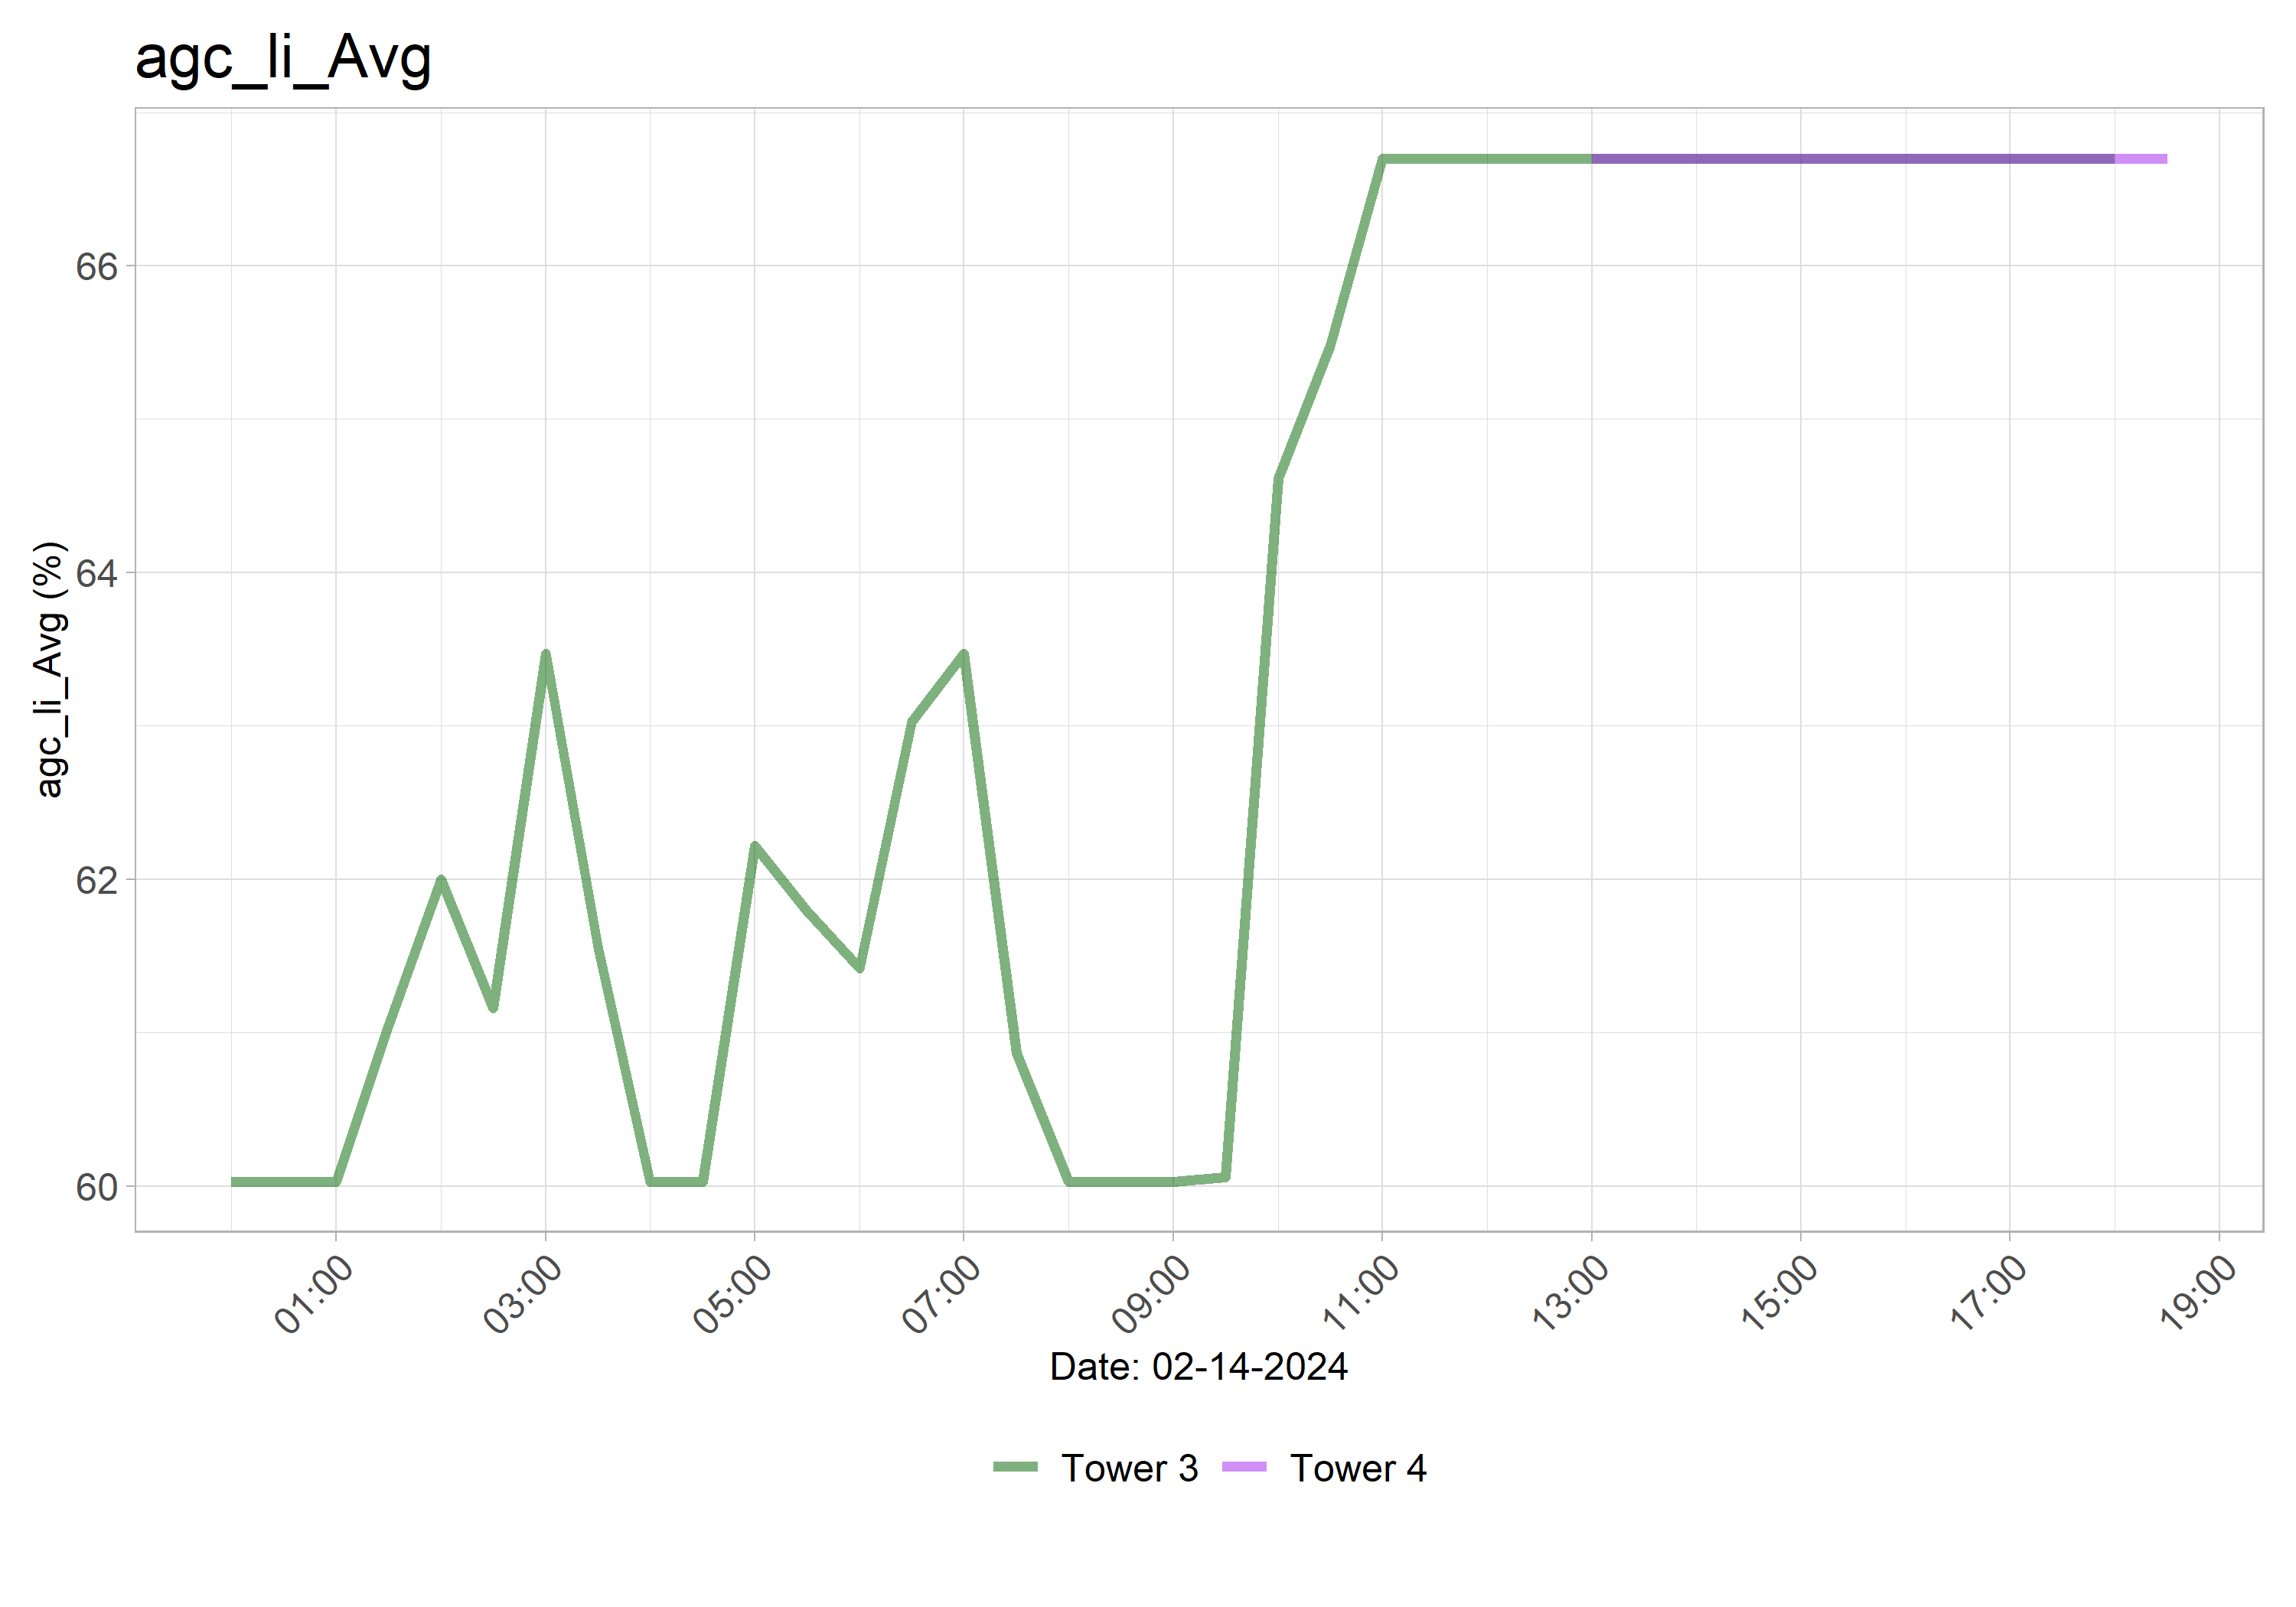 agc_li_Avg
agc_li_Avg (%)
66
64
62
60
01:00 03:00 05:00 07:00 09:00 11:00 13:00 15:00 17:00 19:00
Date: 02-14-2024
Tower 3 Tower 4